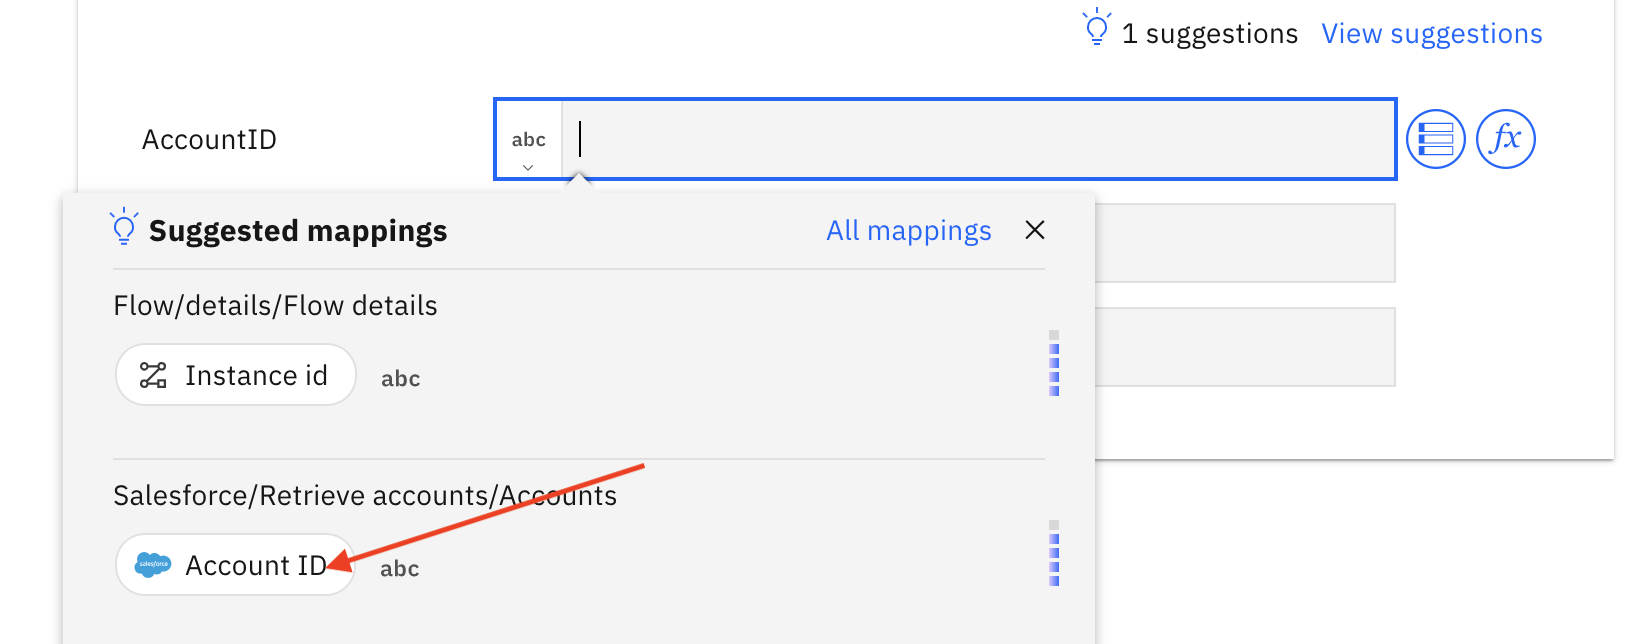 1 suggestions View suggestions
AccountID
abc
fx
Suggested mappings All mappings
Flow/details/Flow details
Instance id abc
Salesforce/Retrieve accounts/Accounts
salesforce Account ID abc